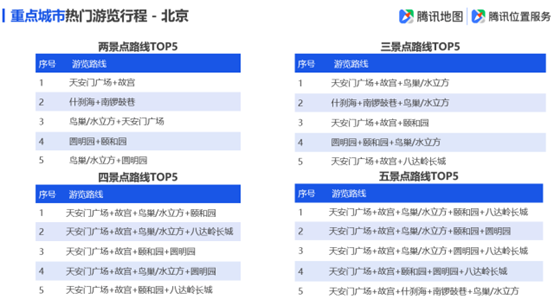 重点城市热门游览行程 - 北京
腾讯地图
腾讯位置服务
两景点路线TOP5
序号 游览路线
1 天安门广场+故宫
2 什刹海+南锣鼓巷
3 鸟巢/水立方+天安门广场
4 圆明园+颐和园
5 鸟巢/水立方+圆明园
三景点路线TOP5
序号 游览路线
1 天安门广场+故宫+鸟巢/水立方
2 什刹海+南锣鼓巷+鸟巢/水立方
3 天安门广场+故宫+颐和园
4 圆明园+颐和园+鸟巢/水立方
5 天安门广场+故宫+八达岭长城
四景点路线TOP5
序号 游览路线
1 天安门广场+故宫+鸟巢/水立方+颐和园
2 天安门广场+故宫+鸟巢/水立方+八达岭长城
3 天安门广场+故宫+颐和园+圆明园
4 天安门广场+故宫+鸟巢/水立方+圆明园
5 天安门广场+故宫+颐和园+八达岭长城
五景点路线TOP5
序号 游览路线
1 天安门广场+故宫+鸟巢/水立方+颐和园+八达岭长城
2 天安门广场+故宫+鸟巢/水立方+颐和园+圆明园
3 天安门广场+故宫+鸟巢/水立方+圆明园+八达岭长城
4 天安门广场+故宫+颐和园+圆明园+八达岭长城
5 天安门广场+故宫+什刹海+南锣鼓巷+鸟巢/水立方